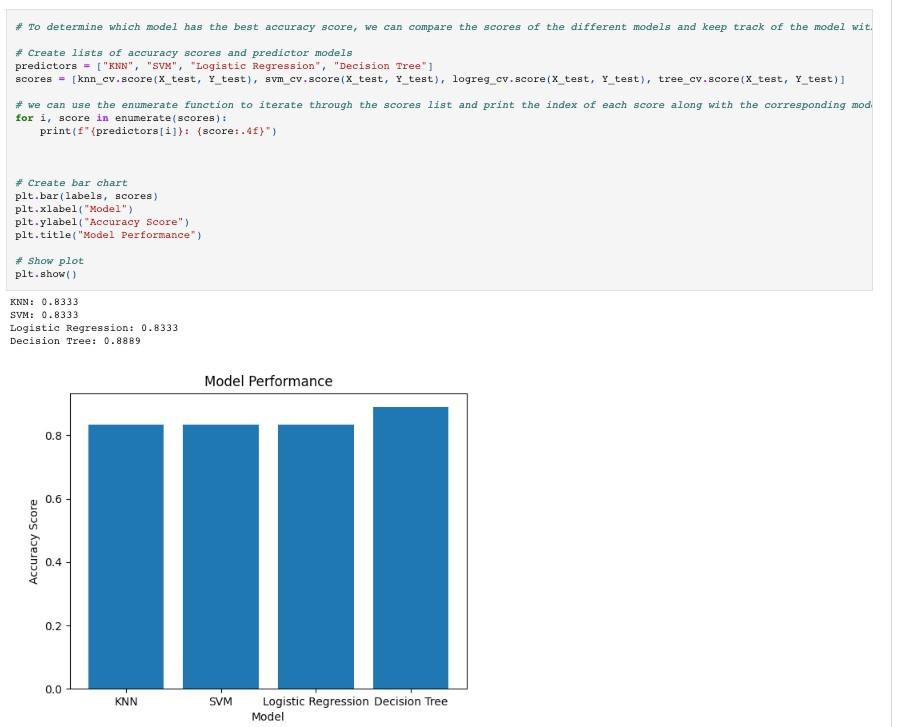 # To determine which model has the best accuracy score, we can compare the scores of the different models and keep track of the model
# Create lists of accuracy scores and predictor models
predictors = ["KNN", "SVM", "Logistic Regression", "Decision Tree"]
scores = [knn_cv.score(X_test, Y_test), svm_cv.score(X_test, Y_test), logreg_cv.score(X_test, Y_test), tree_cv.score(X_test, Y_test)]
# we can use the enumerate function to iterate through the scores list and print the index of each score along with the corresponding
for i, score in enumerate(scores):
    print(f"{predictors[i]}: {score:.4f}")
# Create bar chart
plt.bar(labels, scores)
plt.xlabel("Model")
plt.ylabel("Accuracy Score")
plt.title("Model Performance")
# Show plot
plt.show()
KNN: 0.8333
SVM: 0.8333
Logistic Regression: 0.8333
Decision Tree: 0.8889
Model Performance
0.8
0.6
0.4
0.2
0.0
Accuracy Score
KNN SVM Logistic Regression Decision Tree
Model